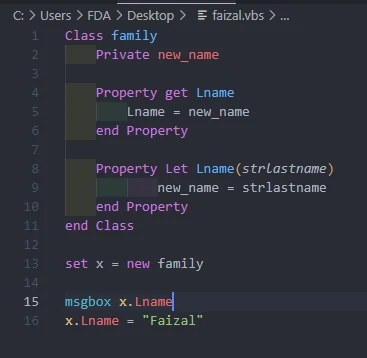 C: > Users > FDA > Desktop > faizal.vbs > ...
1 Class family
2 Private new_name
3
4 Property get Lname
5 Lname = new_name
6 end Property
7
8 Property Let Lname(strlastname)
9 new_name = strlastname
10 end Property
11 end Class
12
13 set x = new family
14
15 msgbox x.Lname
16 x.Lname = "Faizal"